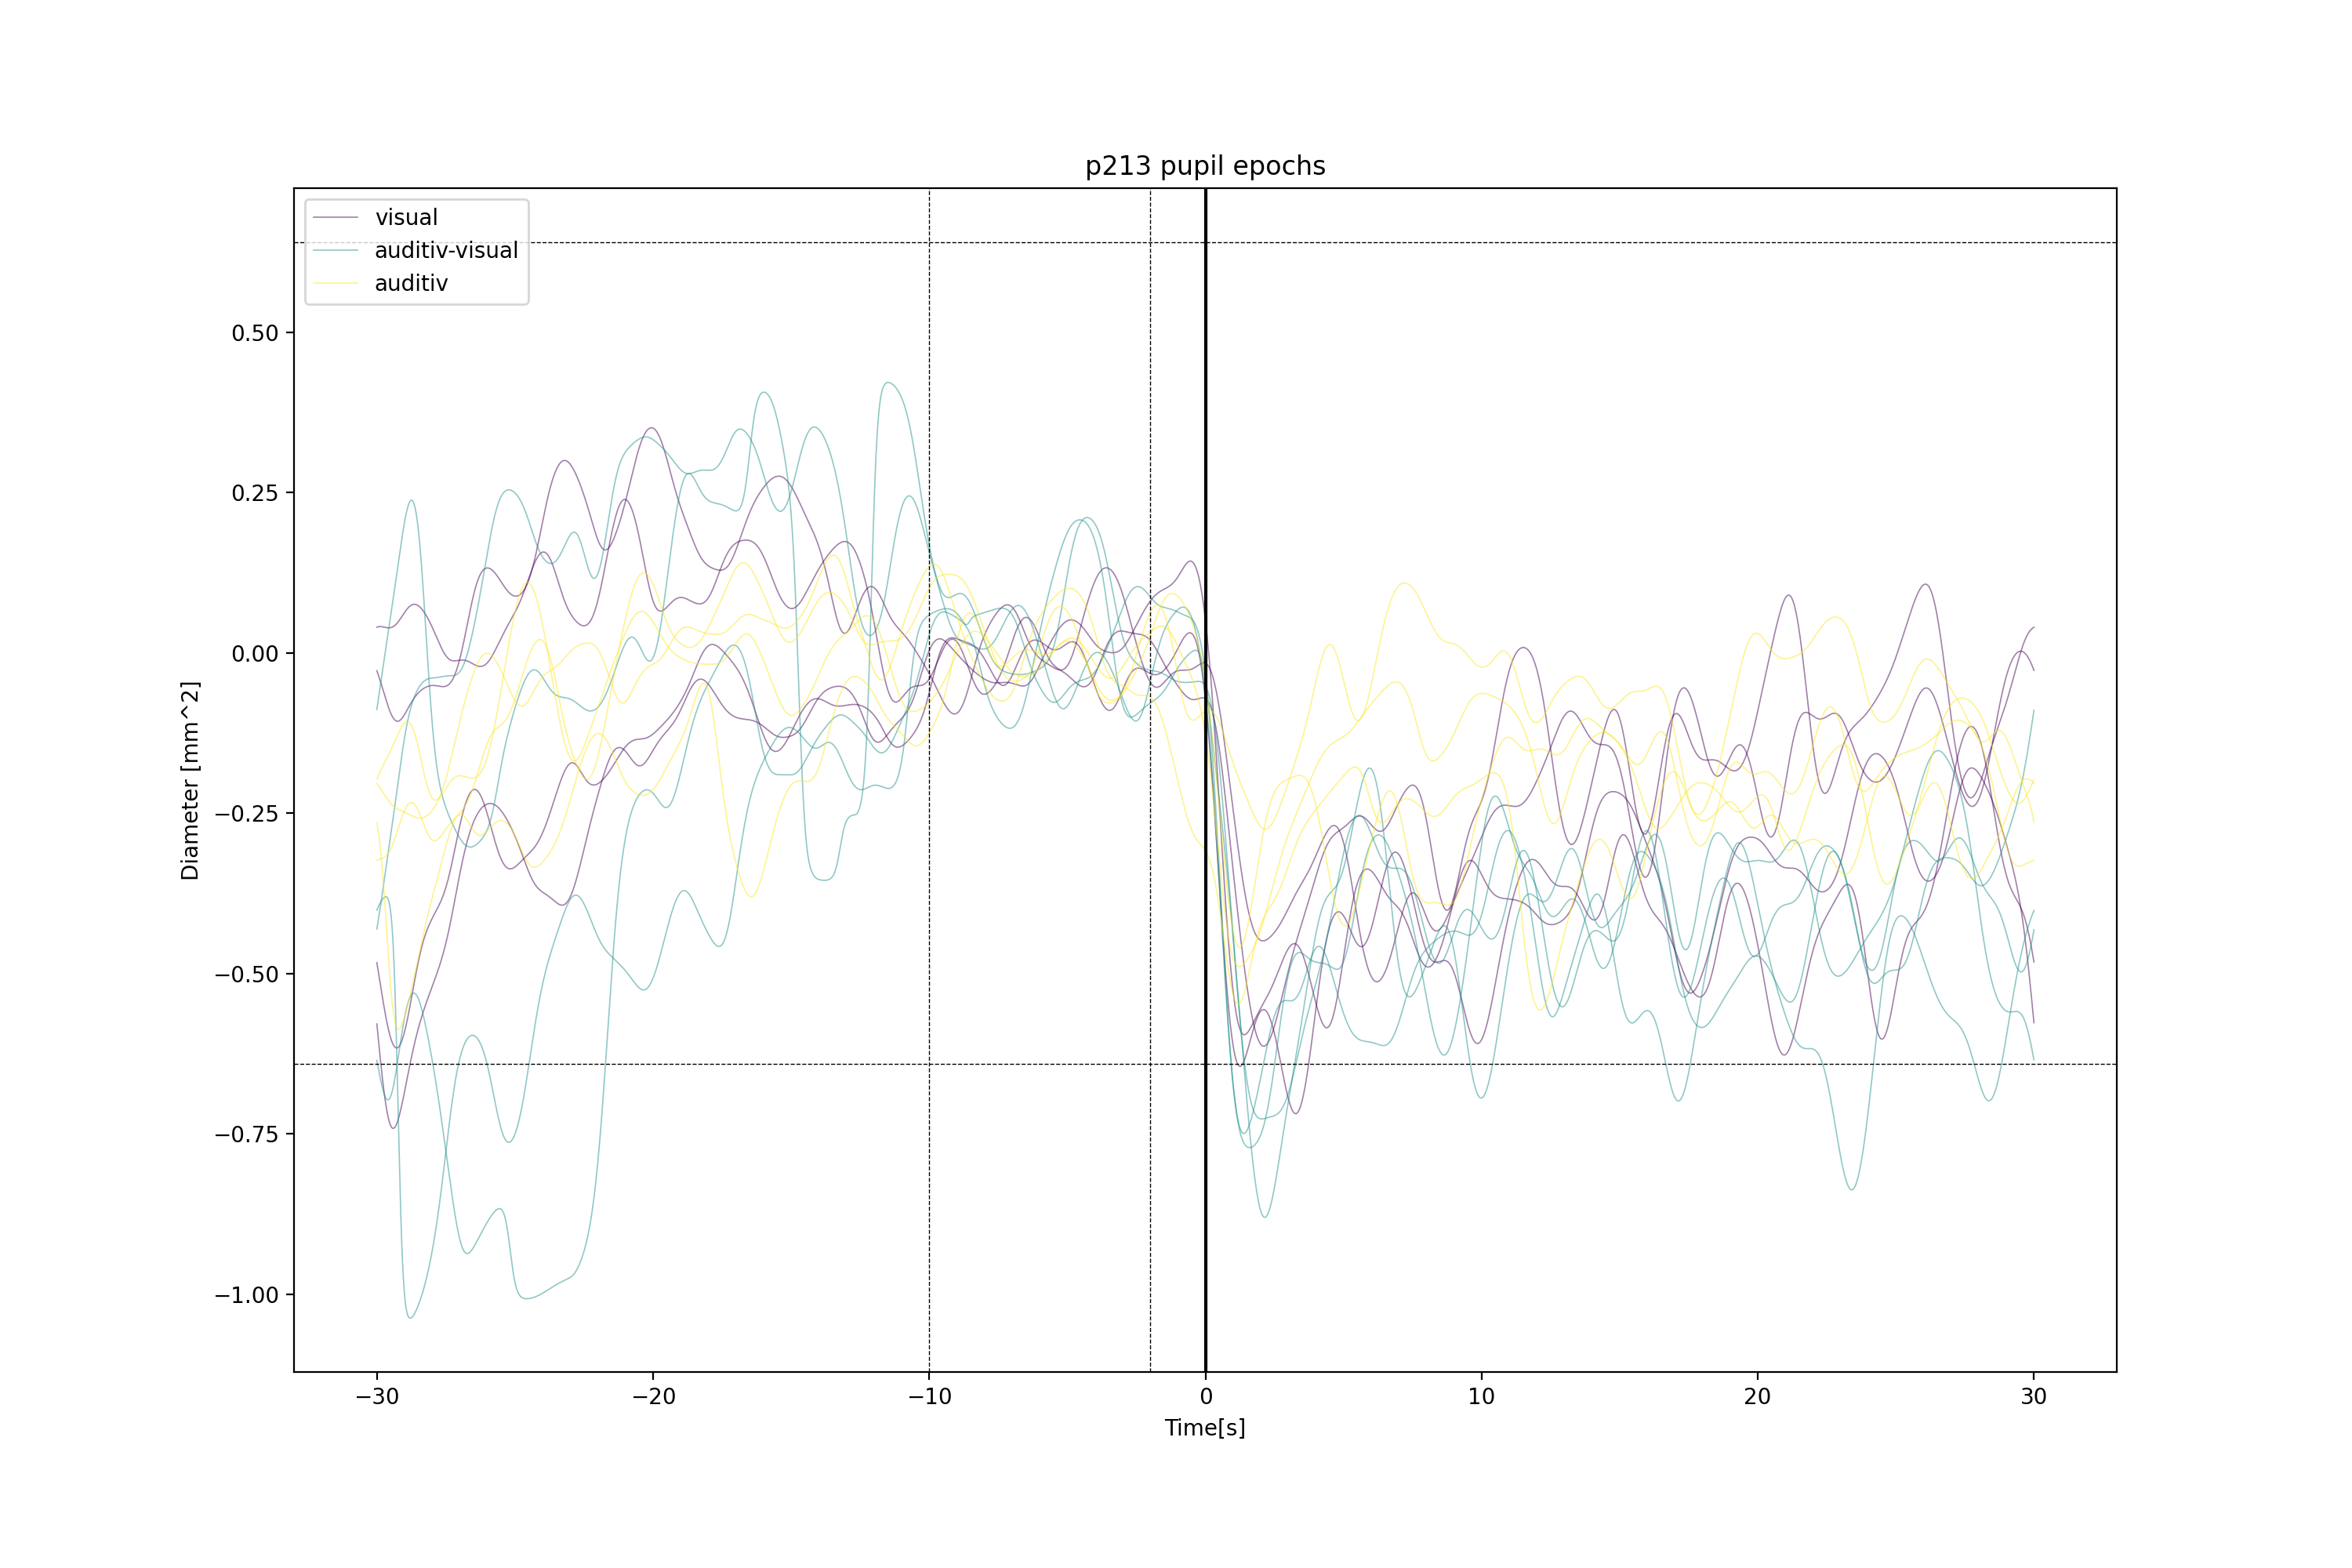 p213 pupil epochs
visual
auditiv-visual
auditiv
0.50
0.25
0.00
−0.25
−0.50
−0.75
−1.00
Diameter [mm^2]
−30
−20
−10
0
10
20
30
Time[s]